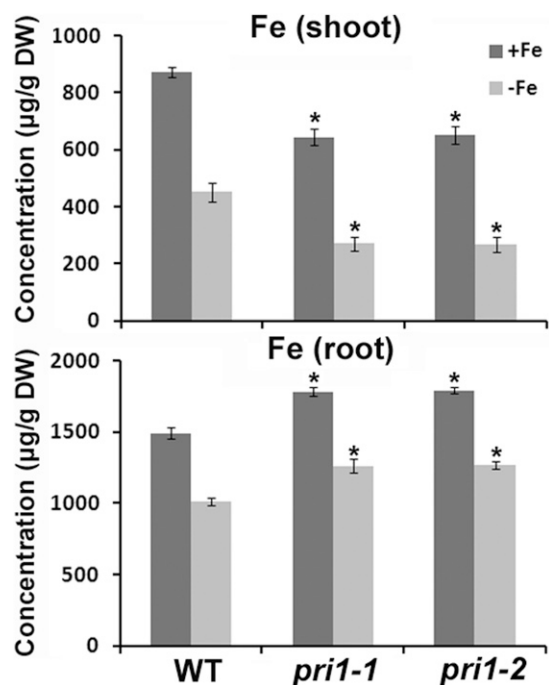 Fe (shoot)
Concentration (μg/g DW)
1000
800
600
400
200
0
+Fe
-Fe
*
*
*
*
Fe (root)
Concentration (μg/g DW)
2000
1500
1000
500
0
*
*
*
*
WT pri1-1 pri1-2